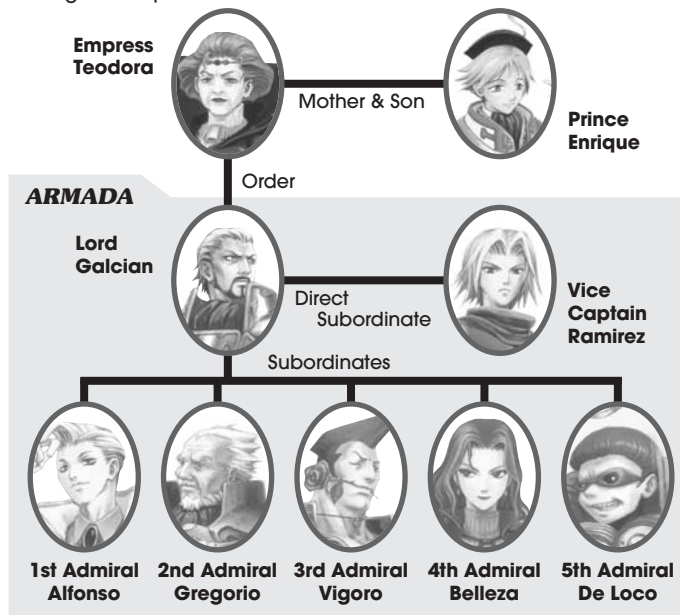 Empress
Teodora
Mother & Son
Prince
Enrique
Order
ARMADA
Lord
Galcian
Direct
Subordinate
Vice
Captain
Ramirez
Subordinates
1st Admiral
Alfonso
2nd Admiral
Gregorio
3rd Admiral
Vigoro
4th Admiral
Belleza
5th Admiral
De Loco